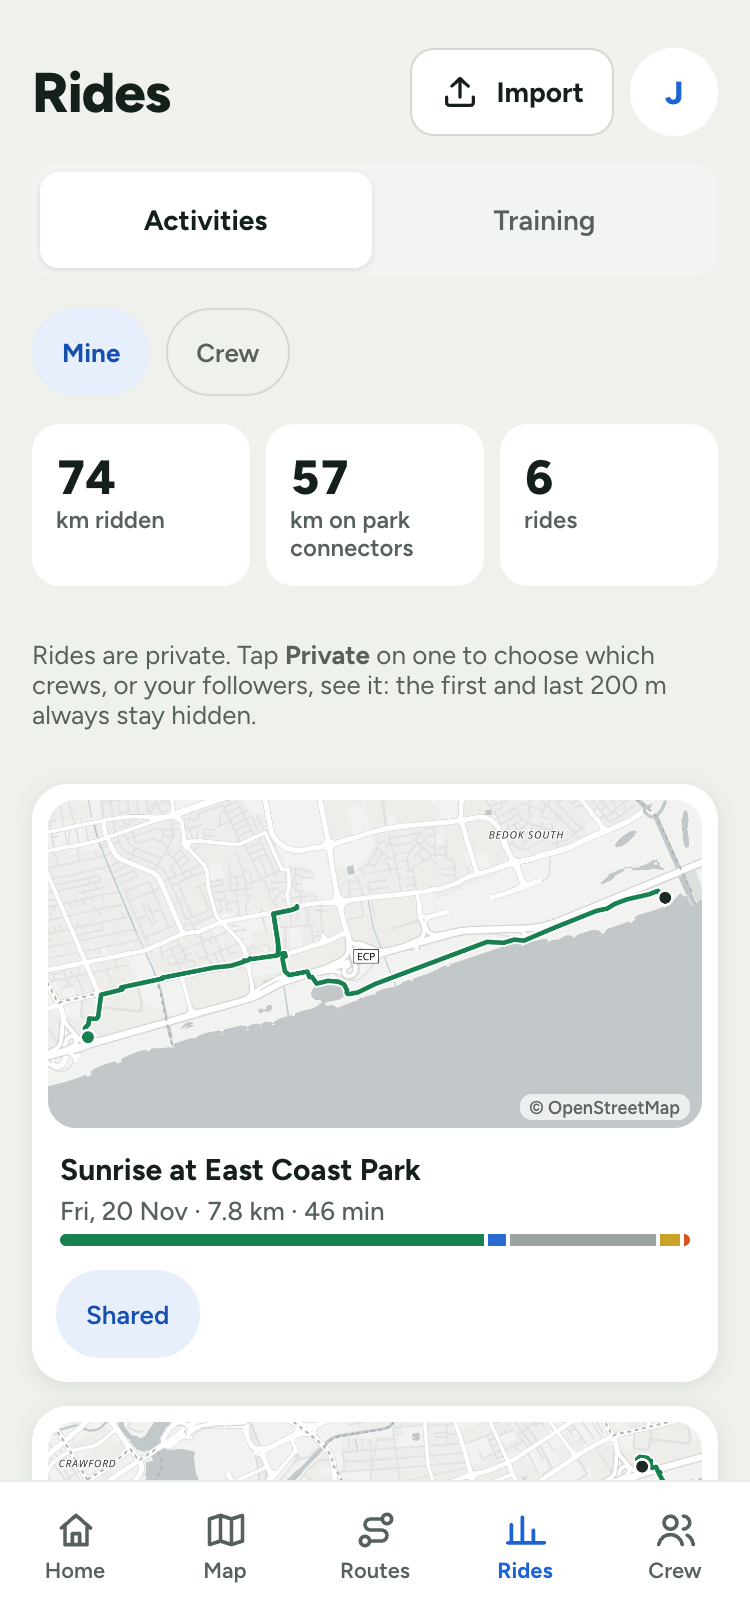 Rides
Import
J
Activities
Training
Mine
Crew
74
km ridden
57
km on park
connectors
6
rides
Rides are private. Tap Private on one to choose which
crews, or your followers, see it: the first and last 200 m
always stay hidden.
BEDOK SOUTH
ECP
© OpenStreetMap
Sunrise at East Coast Park
Fri, 20 Nov · 7.8 km · 46 min
Shared
CRAWFORD
Home
Map
Routes
Rides
Crew